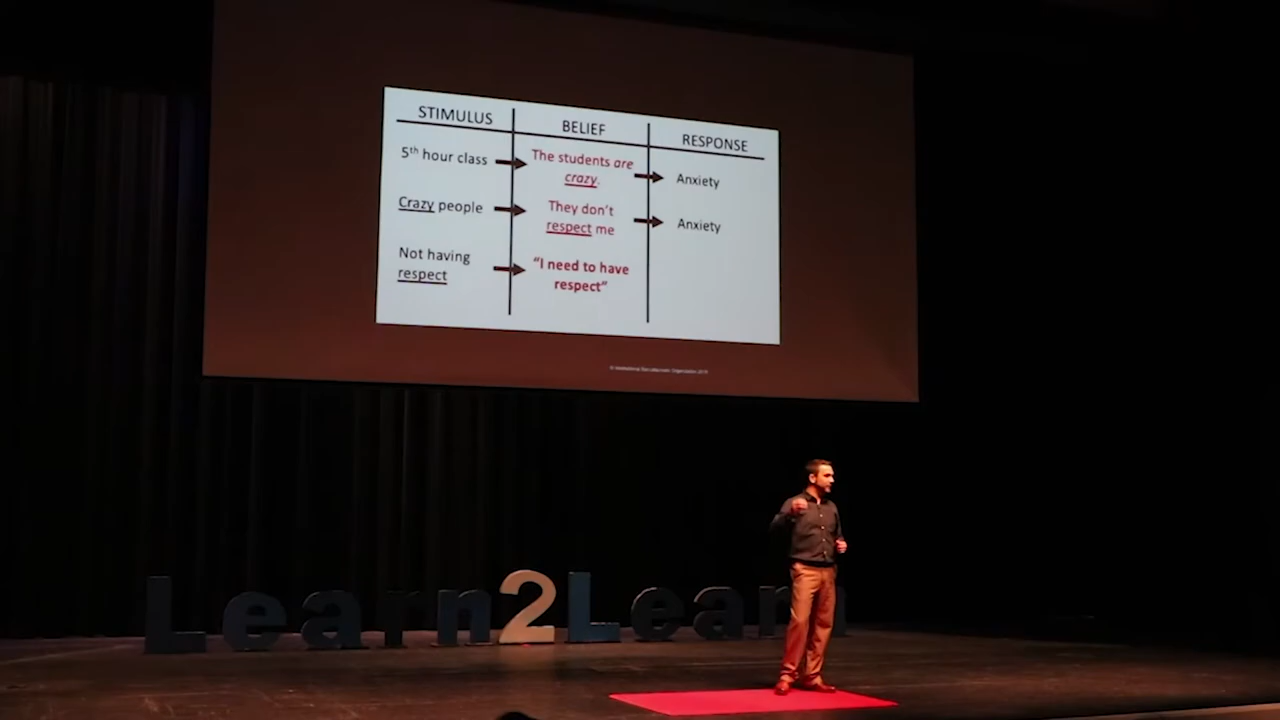 STIMULUS BELIEF RESPONSE
5th hour class The students are crazy. Anxiety
Crazy people They don't respect me Anxiety
Not having respect "I need to have respect"
Learn2Learn